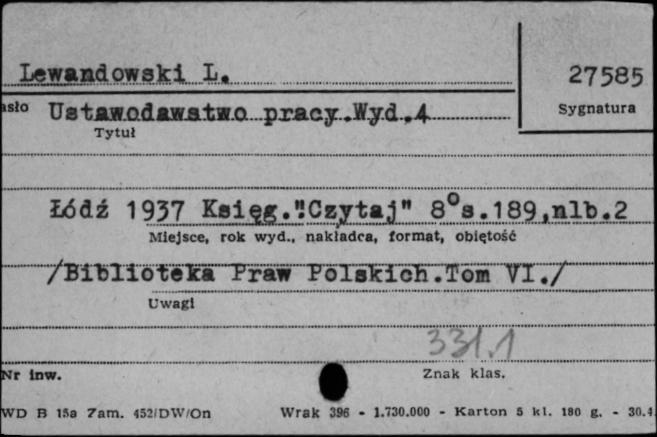 Lewandowski L.
27585
Ustawodawstwo pracy.Wyd.4
Sygnatura
Tytuł
Łódź 1937 Księg."Czytaj" 8°s.189,nlb.2
Miejsce, rok wyd., nakładca, format, objętość
/Biblioteka Praw Polskich.Tom VI./
Uwagi
331.1
Nr inw.
Znak klas.
WD B 15a Zam. 452/DW/On Wrak 396 - 1.730.000 - Karton 5 kl. 180 g. - 30.4.